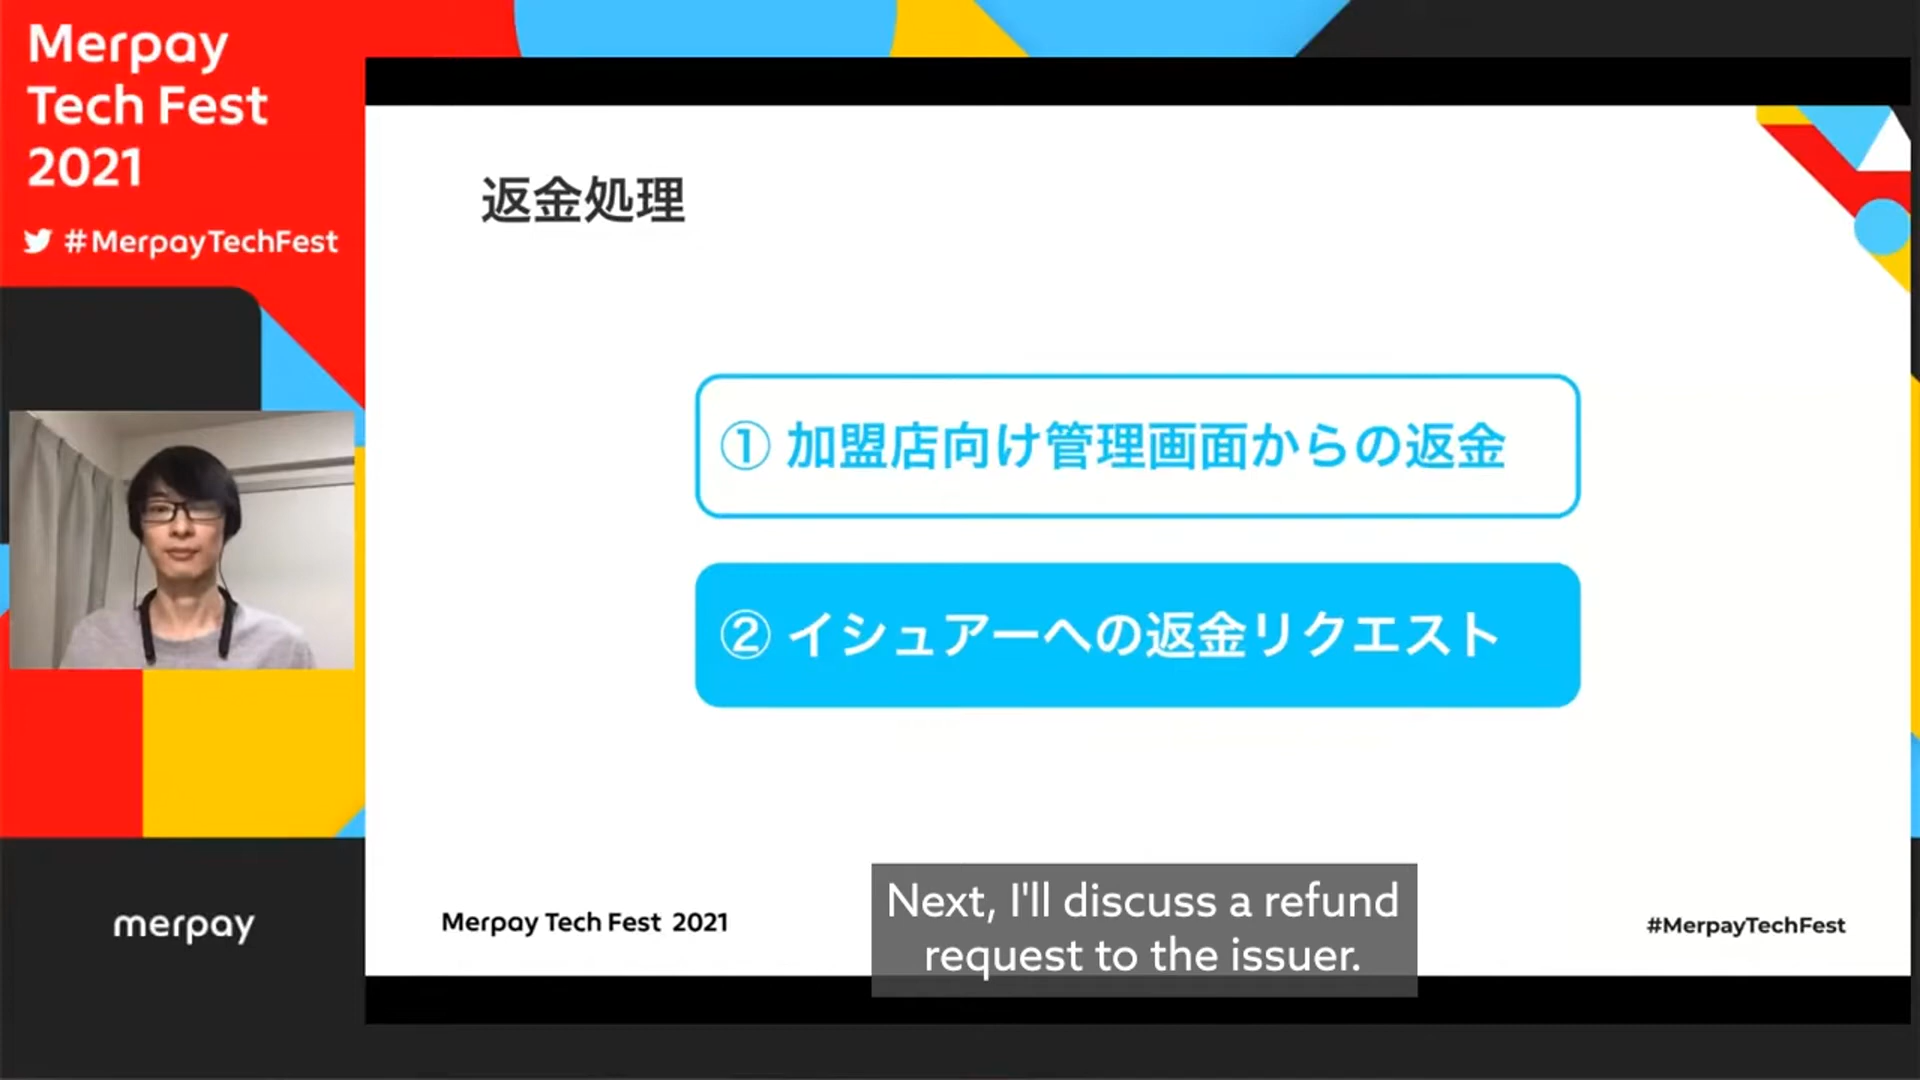 Merpay
Tech Fest
2021
#MerpayTechFest
返金処理
① 加盟店向け管理画面からの返金
② イシュアーへの返金リクエスト
Next, I'll discuss a refund
request to the issuer.
merpay
Merpay Tech Fest 2021
#MerpayTechFest